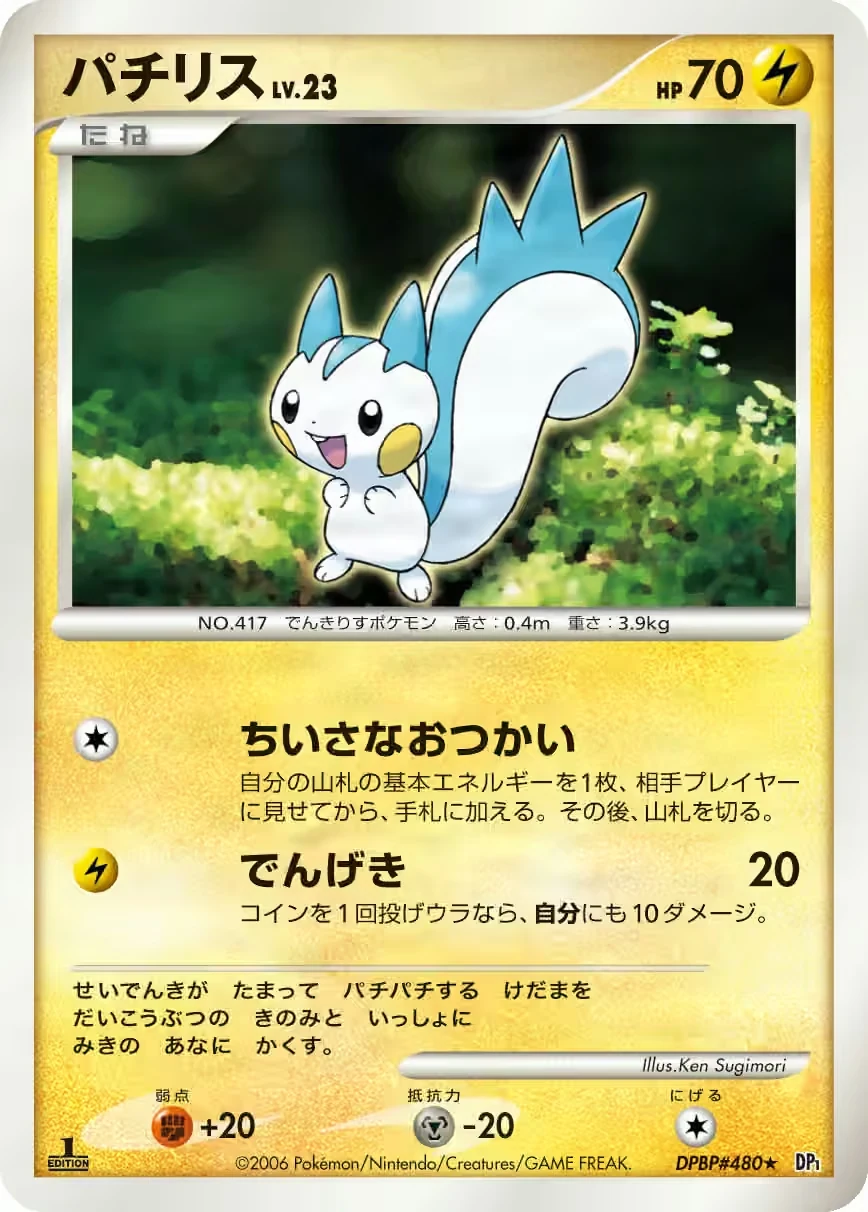 パチリス LV.23 HP 70
たね
NO.417 でんきりすポケモン 高さ:0.4m 重さ:3.9kg
ちいさなおつかい
自分の山札の基本エネルギーを1枚、相手プレイヤー
に見せてから、手札に加える。その後、山札を切る。
でんげき 20
コインを1回投げウラなら、自分にも10ダメージ。
せいでんきが たまって パチパチする けだまを
だいこうぶつの きのみと いっしょに
みきの あなに かくす。
Illus.Ken Sugimori
弱点 抵抗力 にげる
+20 -20
1 EDITION ©2006 Pokémon/Nintendo/Creatures/GAME FREAK. DPBP#480★ DP1